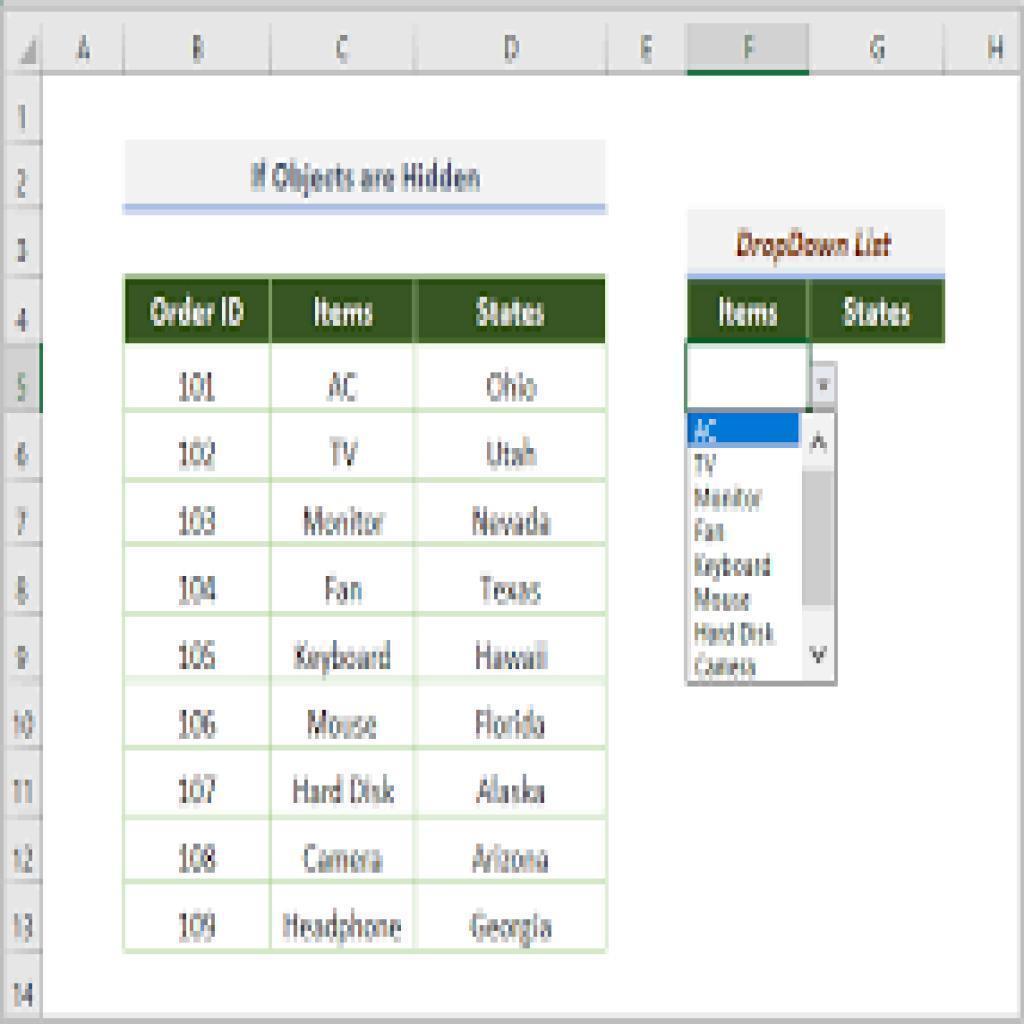 A B C D E F G H
1
2 If Objects are Hidden
3 DropDown List
4 Order ID Items States Items States
5 101 AC Ohio
6 102 TV Utah
7 103 Monitor Nevada
8 104 Fan Texas
9 105 Keyboard Hawaii
10 106 Mouse Florida
11 107 Hard Disk Alaska
12 108 Camera Arizona
13 109 Headphone Georgia
14
AC
TV
Monitor
Fan
Keyboard
Mouse
Hard Disk
Camera